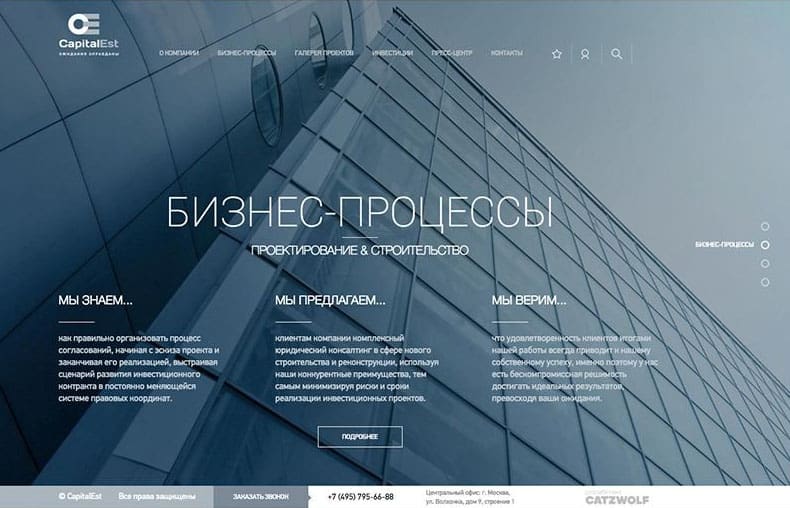 CE
CapitalEst
ОЖИДАНИЯ ОПРАВДАНЫ
О КОМПАНИИ БИЗНЕС-ПРОЦЕССЫ ГАЛЕРЕЯ ПРОЕКТОВ ИНВЕСТИЦИИ ПРЕСС-ЦЕНТР КОНТАКТЫ
БИЗНЕС-ПРОЦЕССЫ
ПРОЕКТИРОВАНИЕ & СТРОИТЕЛЬСТВО
БИЗНЕС-ПРОЦЕССЫ
МЫ ЗНАЕМ...
как правильно организовать процесс
согласований, начиная с эскиза проекта и
заканчивая его реализацией, выстраивая
сценарий развития инвестиционного
контракта в постоянно меняющейся
системе правовых координат.
МЫ ПРЕДЛАГАЕМ...
клиентам компании комплексный
юридический консалтинг в сфере нового
строительства и реконструкции, используя
наши конкурентные преимущества, тем
самым минимизируя риски и сроки
реализации инвестиционных проектов.
МЫ ВЕРИМ...
что удовлетворенность клиентов итогами
нашей работы всегда приводит к нашему
собственному успеху, именно поэтому у нас
есть бескомпромиссная решимость
достигать идеальных результатов,
превосходя ваши ожидания.
ПОДРОБНЕЕ
© CapitalEst Все права защищены
ЗАКАЗАТЬ ЗВОНОК
+7 (495) 795-66-88
Центральный офис: г. Москва,
ул. Волхонка, дом 9, строение 1
CATZWOLF